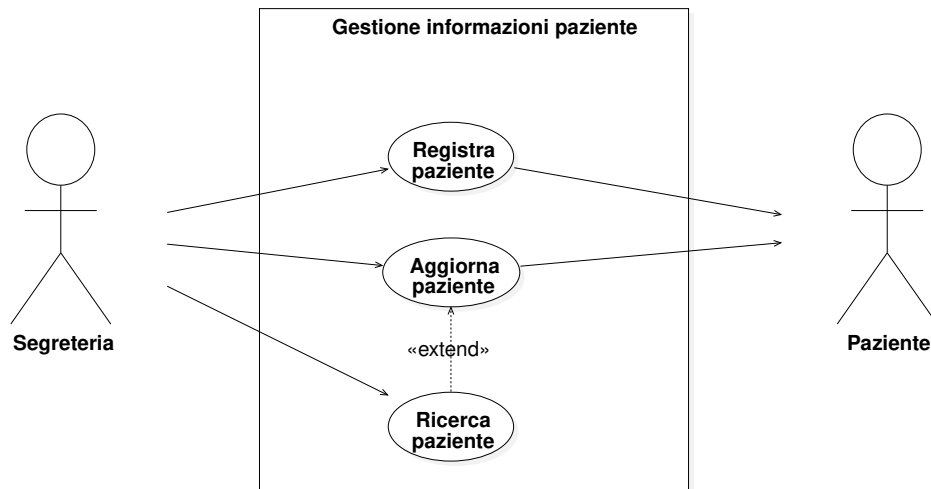 Gestione informazioni paziente
Registra
paziente
Aggiorna
paziente
Segreteria
«extend»
Paziente
Ricerca
paziente